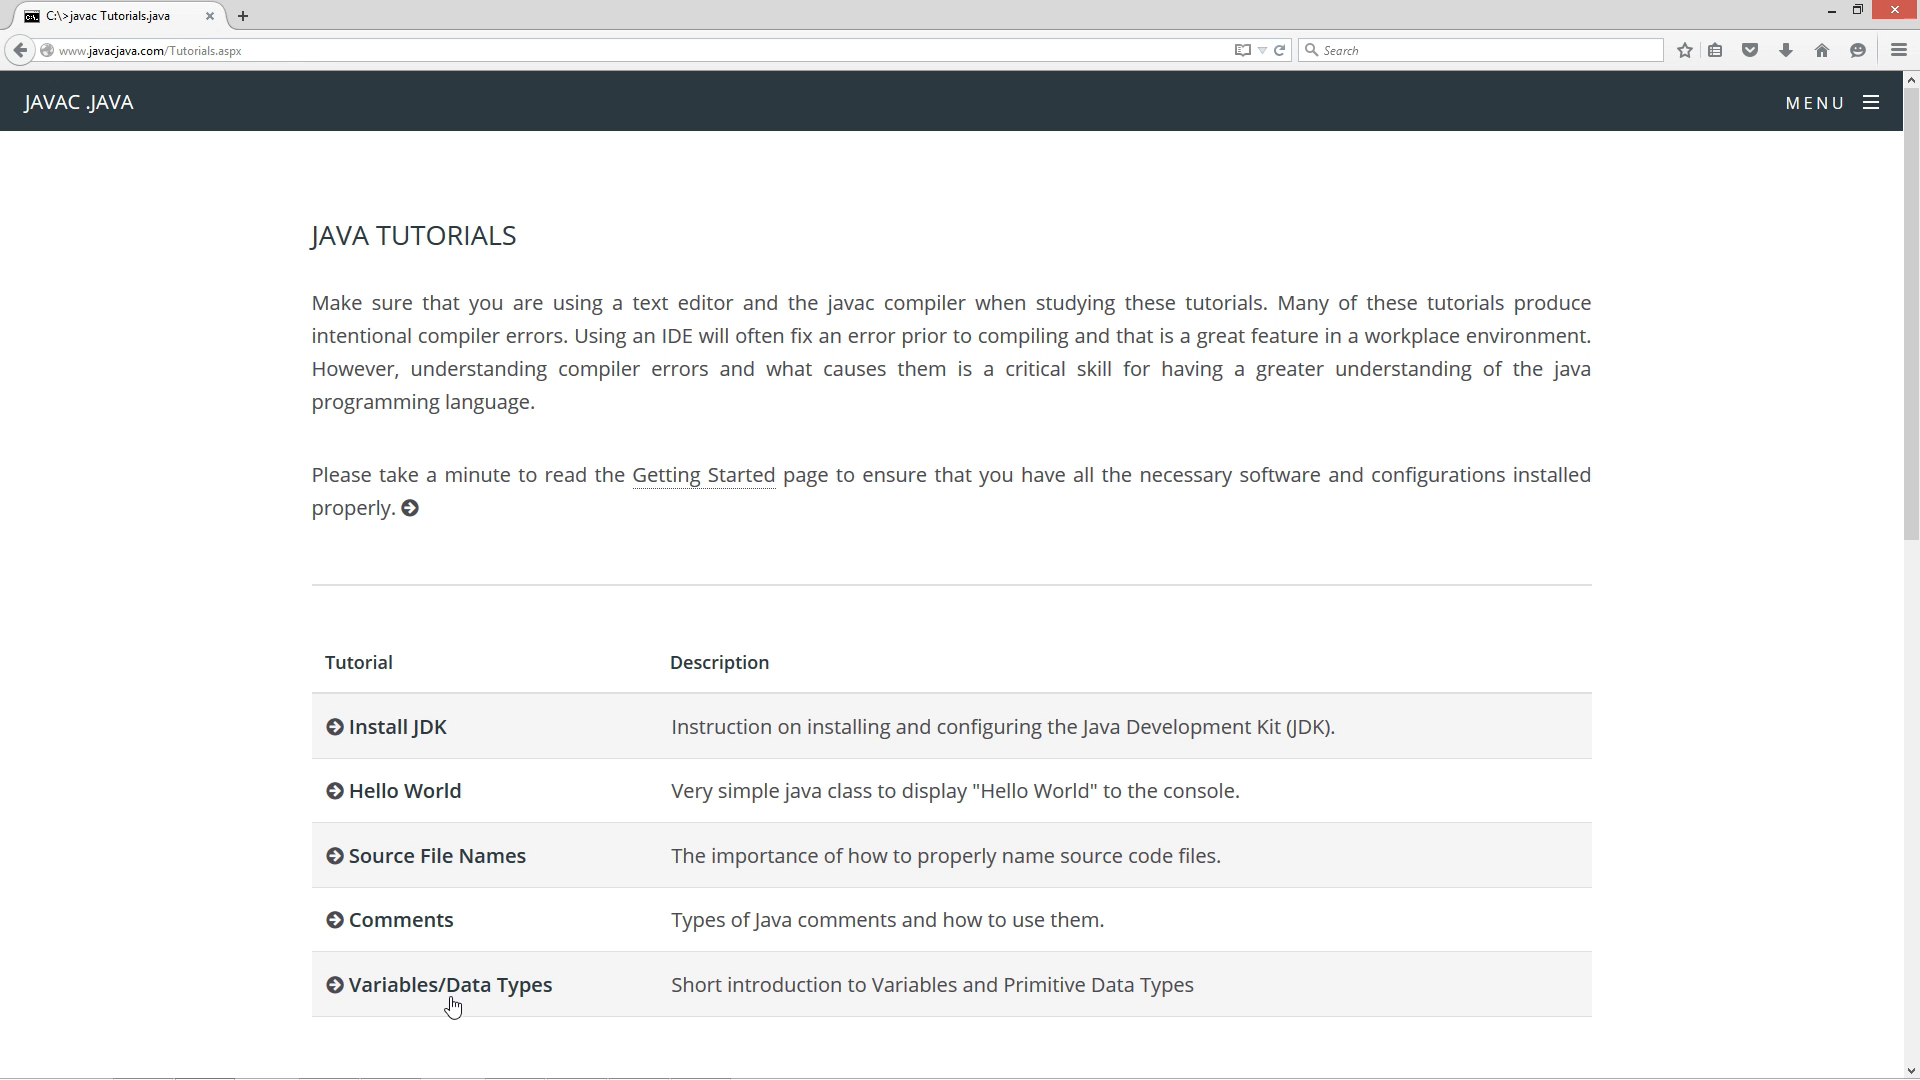 C:\>javac Tutorials.java
www.javacjava.com/Tutorials.aspx
Search
JAVAC .JAVA
MENU
JAVA TUTORIALS
Make sure that you are using a text editor and the javac compiler when studying these tutorials. Many of these tutorials produce
intentional compiler errors. Using an IDE will often fix an error prior to compiling and that is a great feature in a workplace environment.
However, understanding compiler errors and what causes them is a critical skill for having a greater understanding of the java
programming language.
Please take a minute to read the Getting Started page to ensure that you have all the necessary software and configurations installed
properly.
Tutorial Description
Install JDK Instruction on installing and configuring the Java Development Kit (JDK).
Hello World Very simple java class to display "Hello World" to the console.
Source File Names The importance of how to properly name source code files.
Comments Types of Java comments and how to use them.
Variables/Data Types Short introduction to Variables and Primitive Data Types